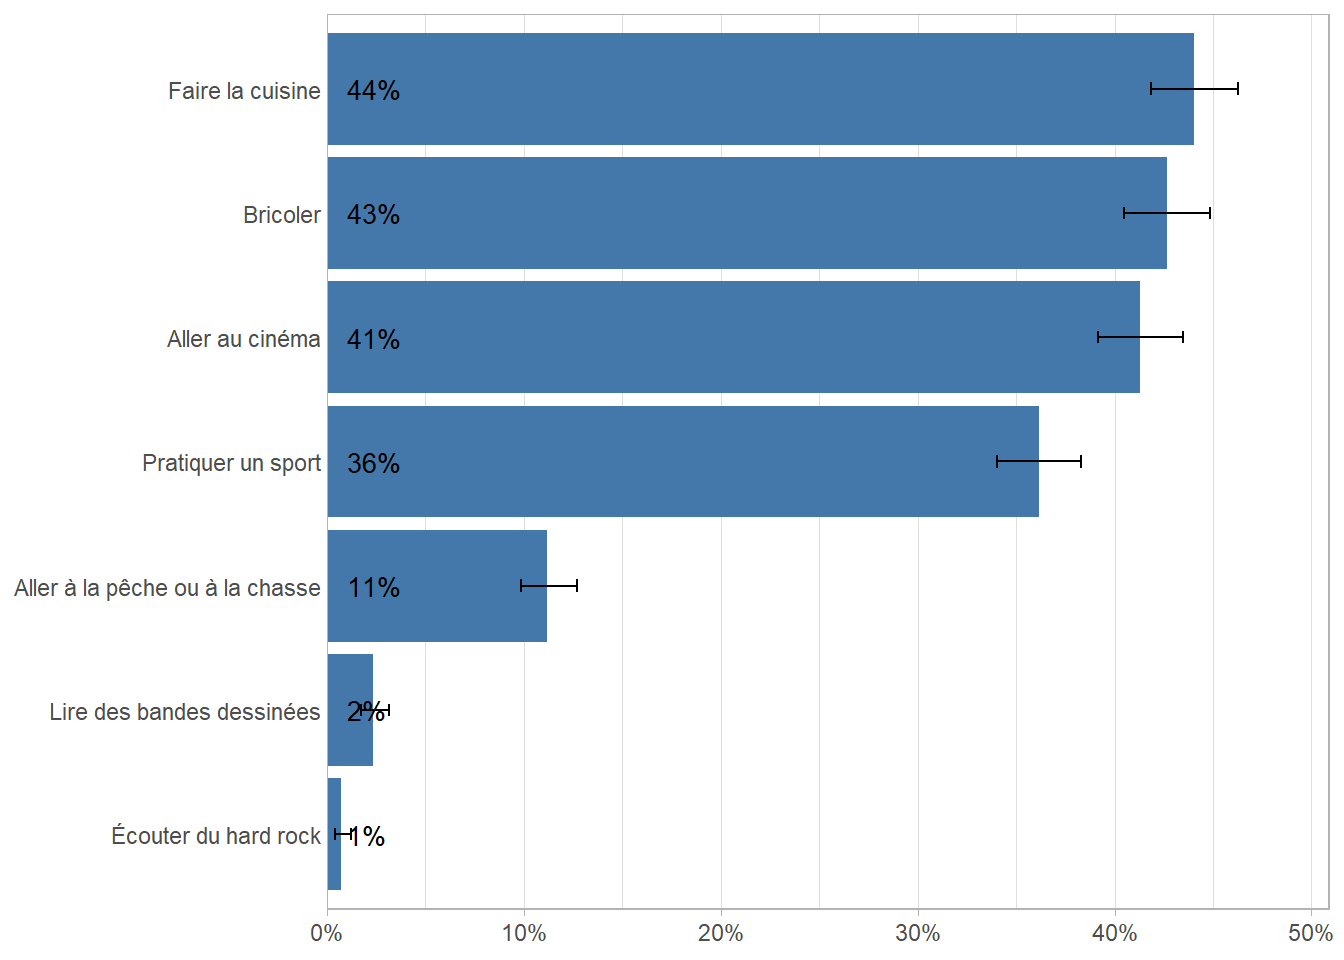 Faire la cuisine 44%
Bricoler 43%
Aller au cinéma 41%
Pratiquer un sport 36%
Aller à la pêche ou à la chasse 11%
Lire des bandes dessinées 2%
Écouter du hard rock 1%
0% 10% 20% 30% 40% 50%